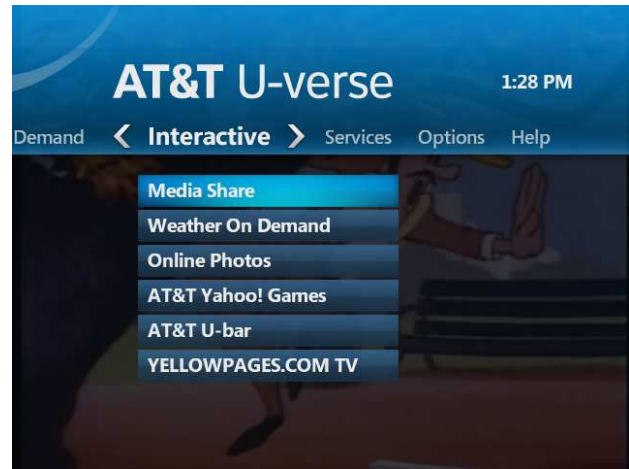 AT&T U-verse
1:28 PM
Demand Interactive Services Options Help
Media Share
Weather On Demand
Online Photos
AT&T Yahoo! Games
AT&T U-bar
YELLOWPAGES.COM TV